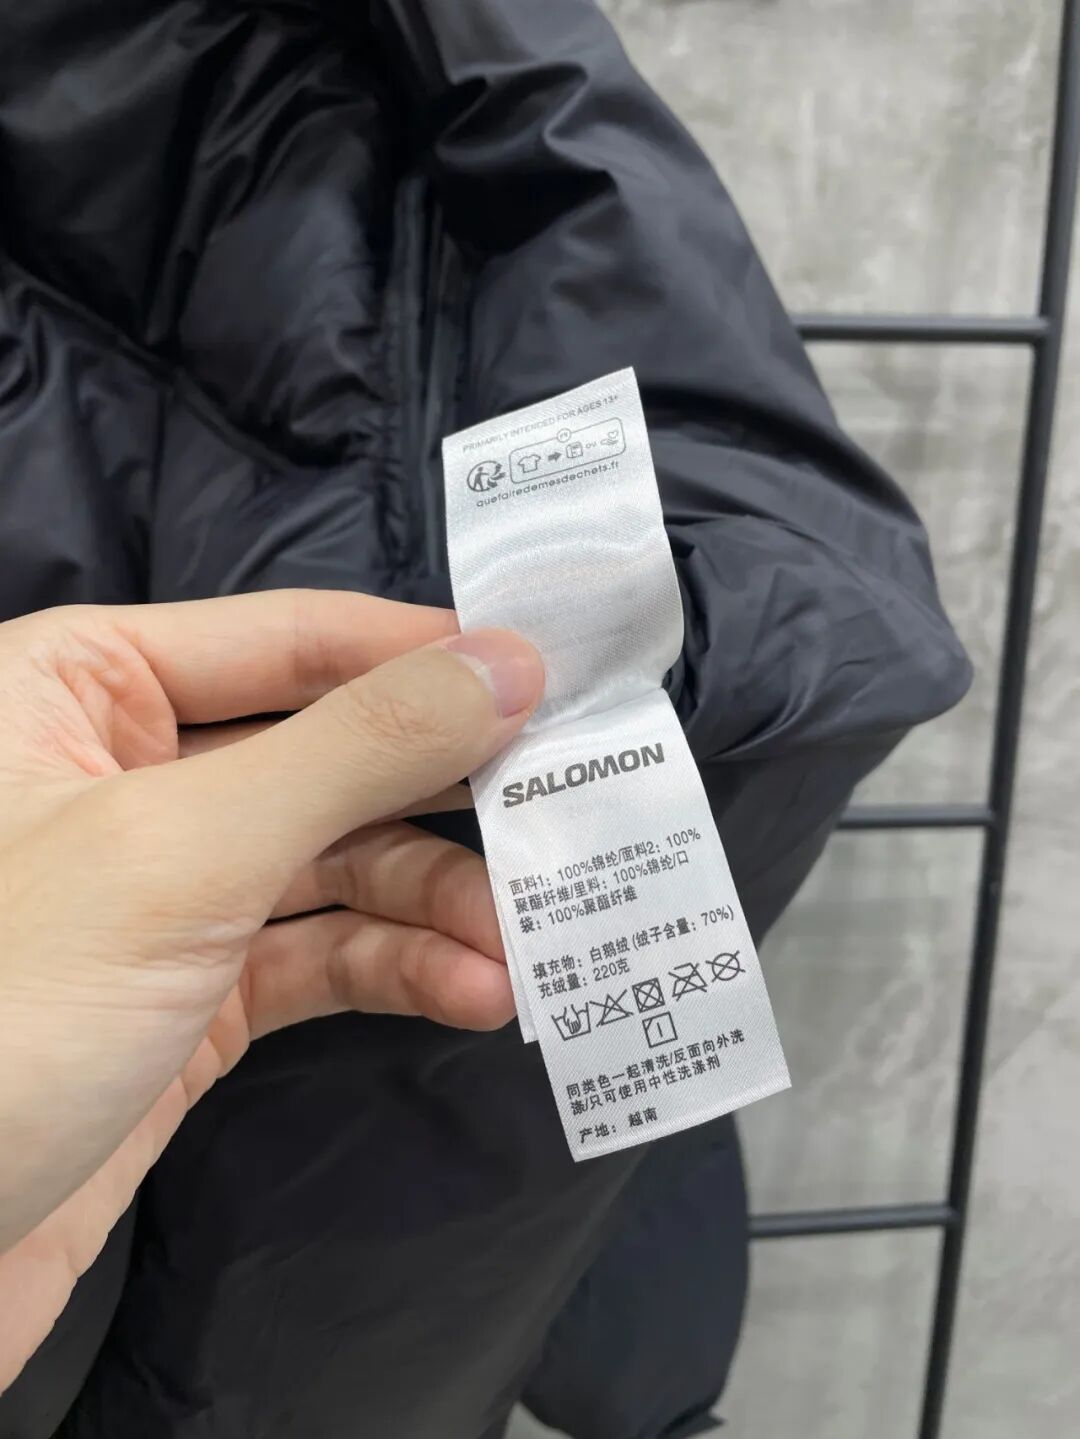 PRIMARILY INTENDED FOR AGES 13+
FR
OU
quefairedemesdechets.fr
SALOMON
面料1：100%锦纶/面料2：100%
聚酯纤维/里料：100%锦纶/口
袋：100%聚酯纤维
填充物：白鹅绒(绒子含量：70%)
充绒量：220克
同类色一起清洗/反面向外洗
涤/只可使用中性洗涤剂
产地：越南